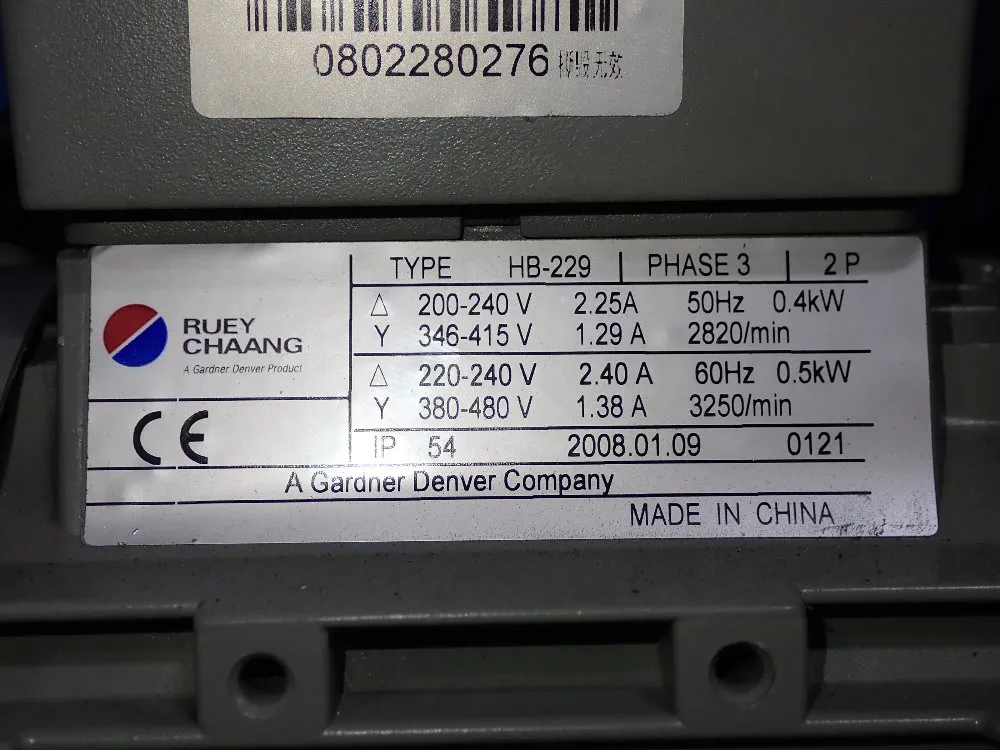 0802280276 撕毁无效
RUEY
CHAANG
A Gardner Denver Product
CE
TYPE HB-229 PHASE 3 2 P
△ 200-240 V 2.25A 50Hz 0.4kW
Y 346-415 V 1.29 A 2820/min
△ 220-240 V 2.40 A 60Hz 0.5kW
Y 380-480 V 1.38 A 3250/min
IP 54 2008.01.09 0121
A Gardner Denver Company
MADE IN CHINA